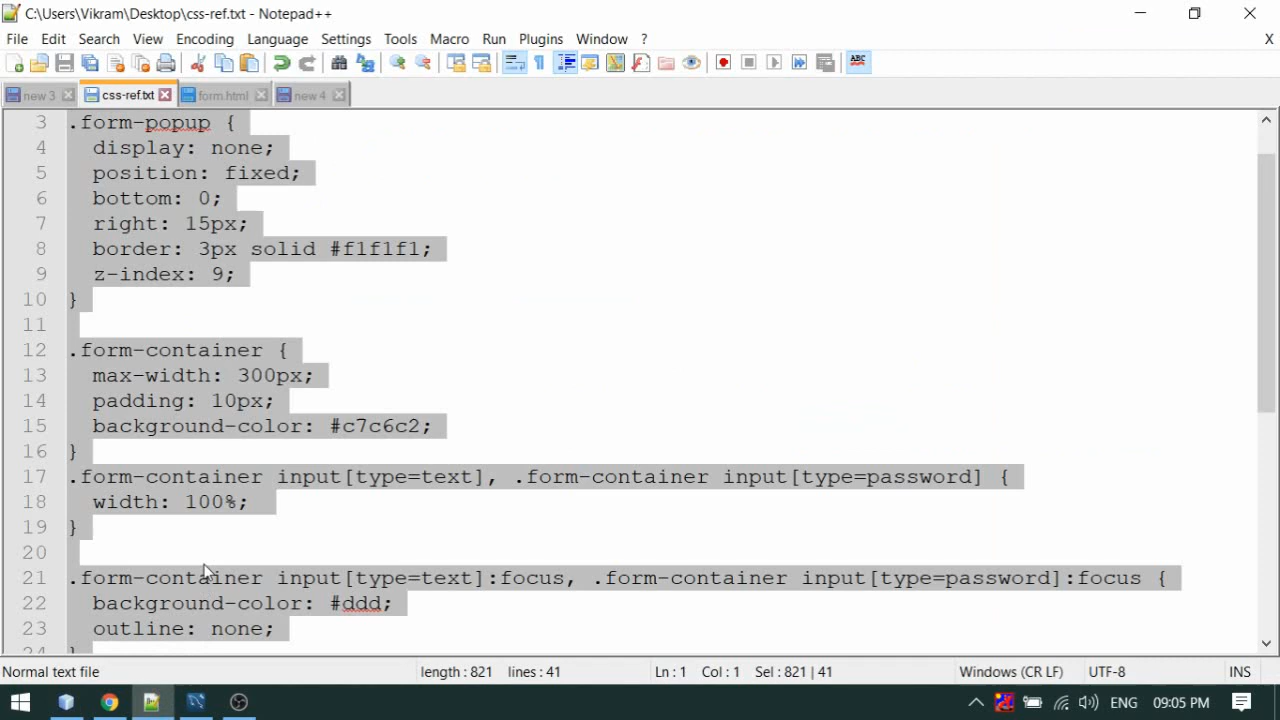 C:\Users\Vikram\Desktop\css-ref.txt - Notepad++
File Edit Search View Encoding Language Settings Tools Macro Run Plugins Window ? X
ABC
new 3 css-ref.txt form.html new 4
3 .form-popup {
4 display: none;
5 position: fixed;
6 bottom: 0;
7 right: 15px;
8 border: 3px solid #f1f1f1;
9 z-index: 9;
10 }
11
12 .form-container {
13 max-width: 300px;
14 padding: 10px;
15 background-color: #c7c6c2;
16 }
17 .form-container input[type=text], .form-container input[type=password] {
18 width: 100%;
19 }
20
21 .form-container input[type=text]:focus, .form-container input[type=password]:focus {
22 background-color: #ddd;
23 outline: none;
24 }
Normal text file length : 821 lines : 41 Ln : 1 Col : 1 Sel : 821 | 41 Windows (CR LF) UTF-8 INS
ENG 09:05 PM